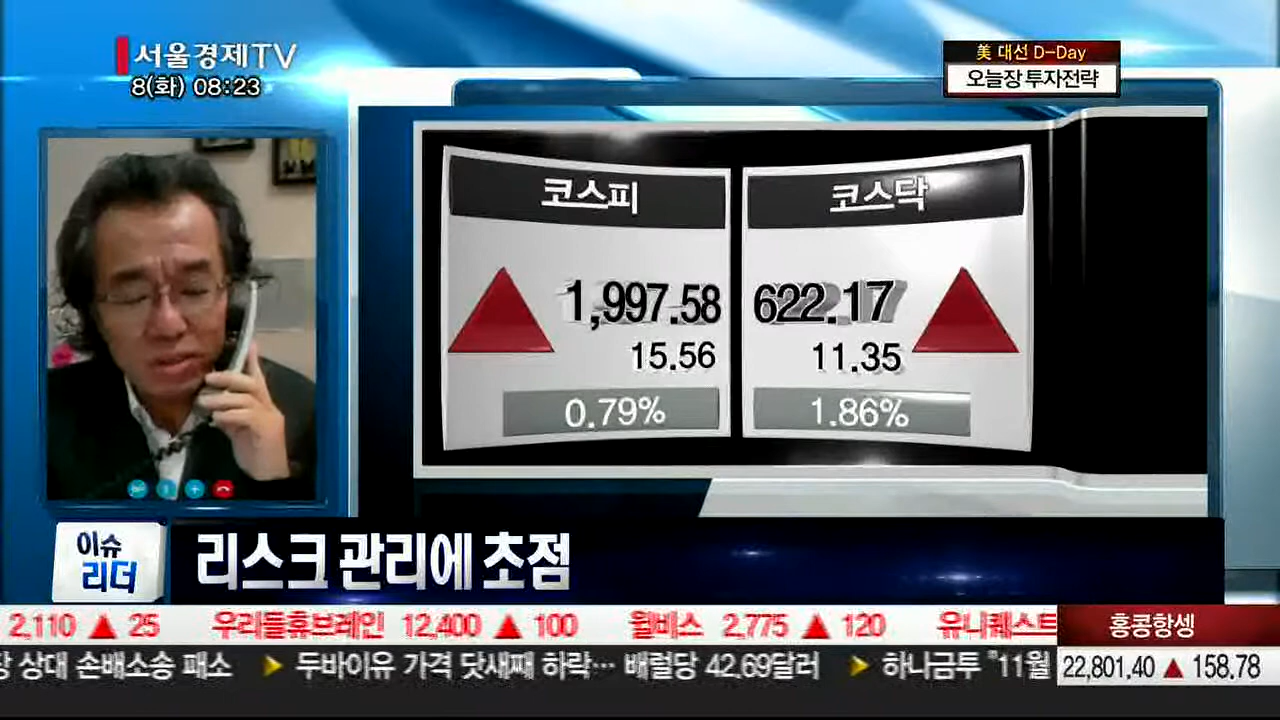 서울경제TV
8(화) 08:23
美 대선 D-Day
오늘장 투자전략
코스피
1,997.58
15.56
0.79%
코스닥
622.17
11.35
1.86%
이슈
리더
리스크 관리에 초점
2,110 ▲ 25 우리들휴브레인 12,400 ▲ 100 월비스 2,775 ▲ 120 유니퀘스트
홍콩항셍
22,801.40 ▲ 158.78
상대 손배소송 패소 ▶ 두바이유 가격 닷새째 하락… 배럴당 42.69달러 ▶ 하나금투 "11월